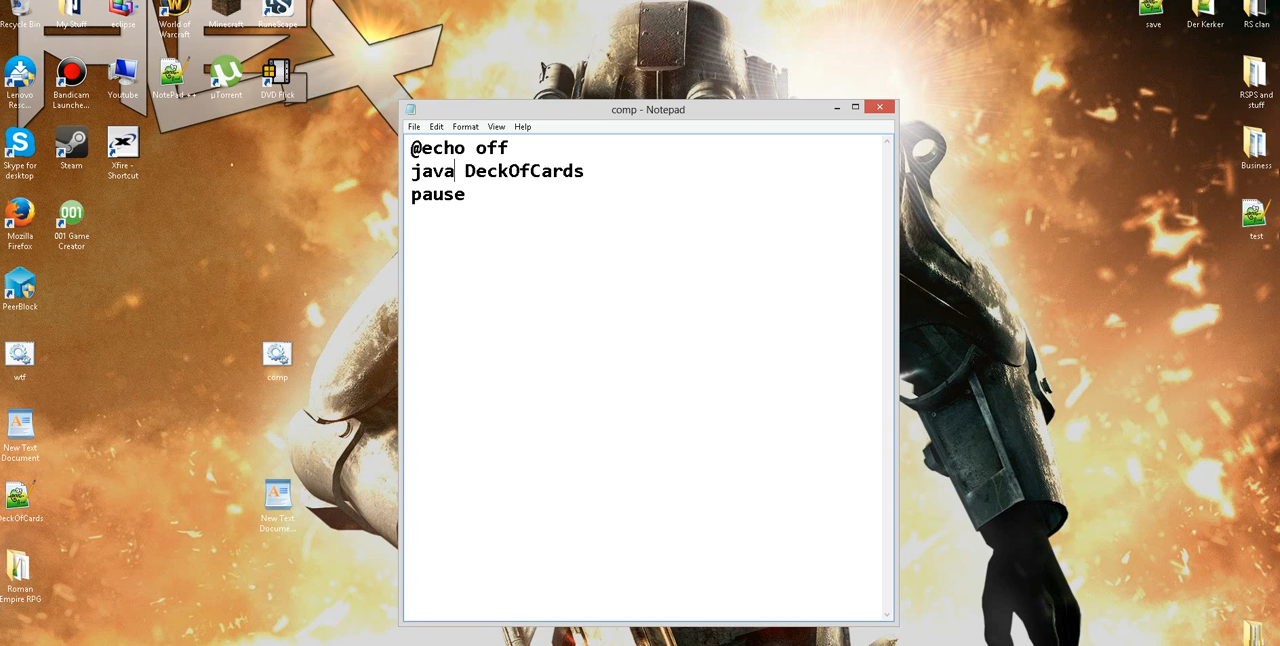 Recycle Bin
My Stuff
eclipse
World of
Warcraft
Minecraft
RuneScape
save
Der Kerker
RS clan
Lenovo
Resc...
Bandicam
Launche...
Youtube
NotePad ++
µTorrent
DVD Flick
RSPS and
stuff
Skype for
desktop
Steam
Xfire -
Shortcut
Business
Mozilla
Firefox
001
001 Game
Creator
test
PeerBlock
wtf
comp
New Text
Document
New Text
Docume...
DeckOfCards
Roman
Empire RPG
comp - Notepad
File Edit Format View Help
@echo off
java DeckOfCards
pause